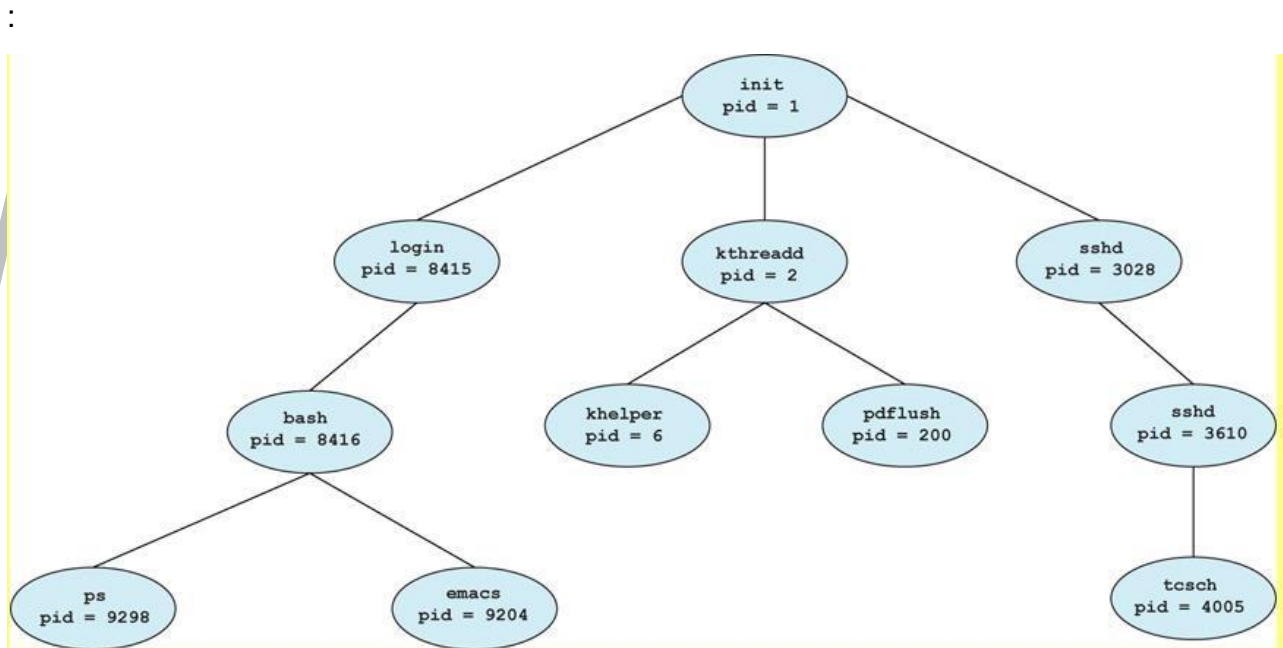 :
init
pid = 1
login
pid = 8415
kthreadd
pid = 2
sshd
pid = 3028
bash
pid = 8416
khelper
pid = 6
pdflush
pid = 200
sshd
pid = 3610
ps
pid = 9298
emacs
pid = 9204
tcsch
pid = 4005